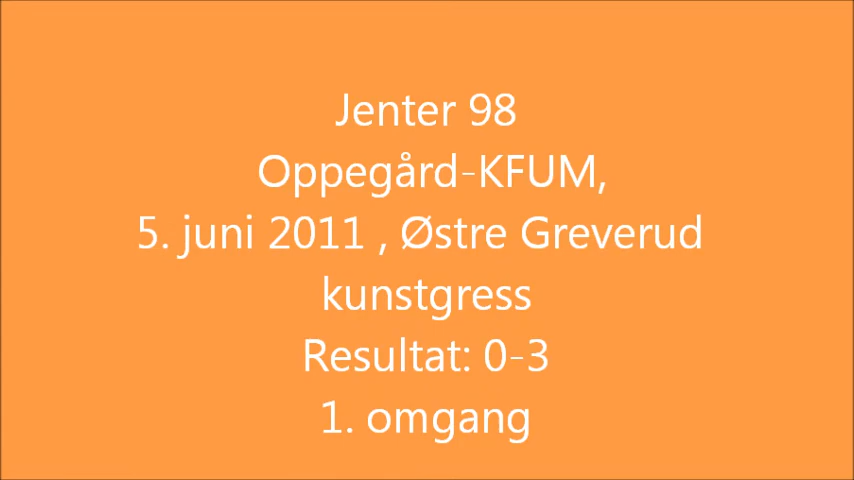 Jenter 98
Oppegård-KFUM,
5. juni 2011 , Østre Greverud
kunstgress
Resultat: 0-3
1. omgang